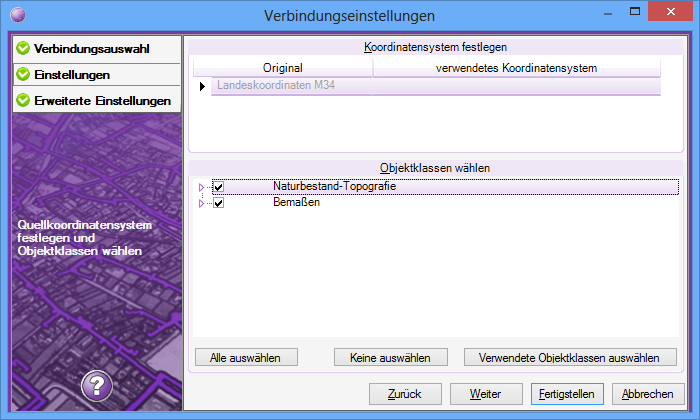 Verbindungseinstellungen
Verbindungsauswahl
Einstellungen
Erweiterte Einstellungen
Quellkoordinatensystem
festlegen und
Objektklassen wählen
?
Koordinatensystem festlegen
Original verwendetes Koordinatensystem
Landeskoordinaten M34
Objektklassen wählen
Naturbestand-Topografie
Bemaßen
Alle auswählen Keine auswählen Verwendete Objektklassen auswählen
Zurück Weiter Fertigstellen Abbrechen